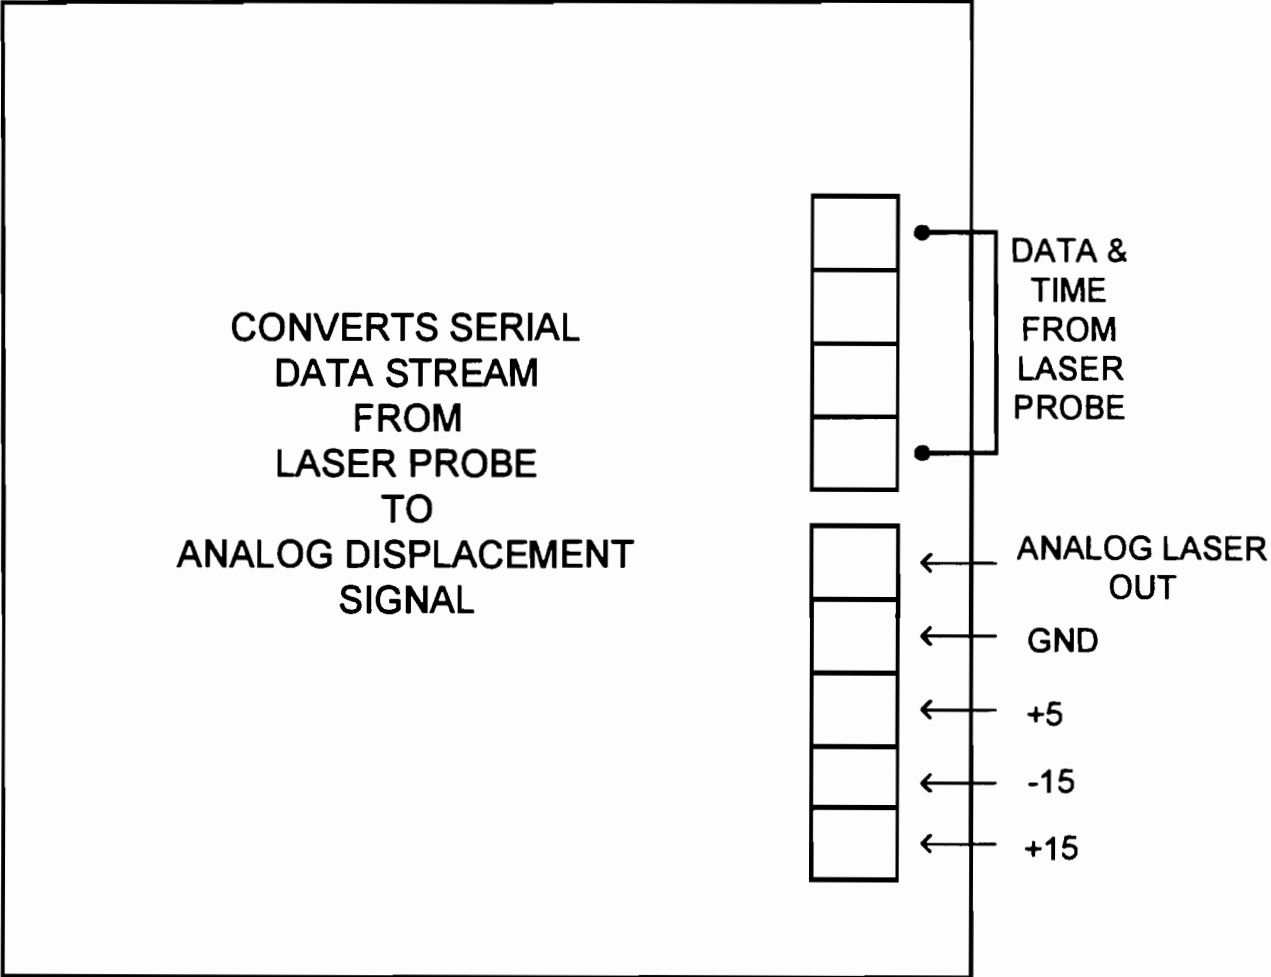 CONVERTS SERIAL
DATA STREAM
FROM
LASER PROBE
TO
ANALOG DISPLACEMENT
SIGNAL
DATA &
TIME
FROM
LASER
PROBE
ANALOG LASER
OUT
GND
+5
-15
+15